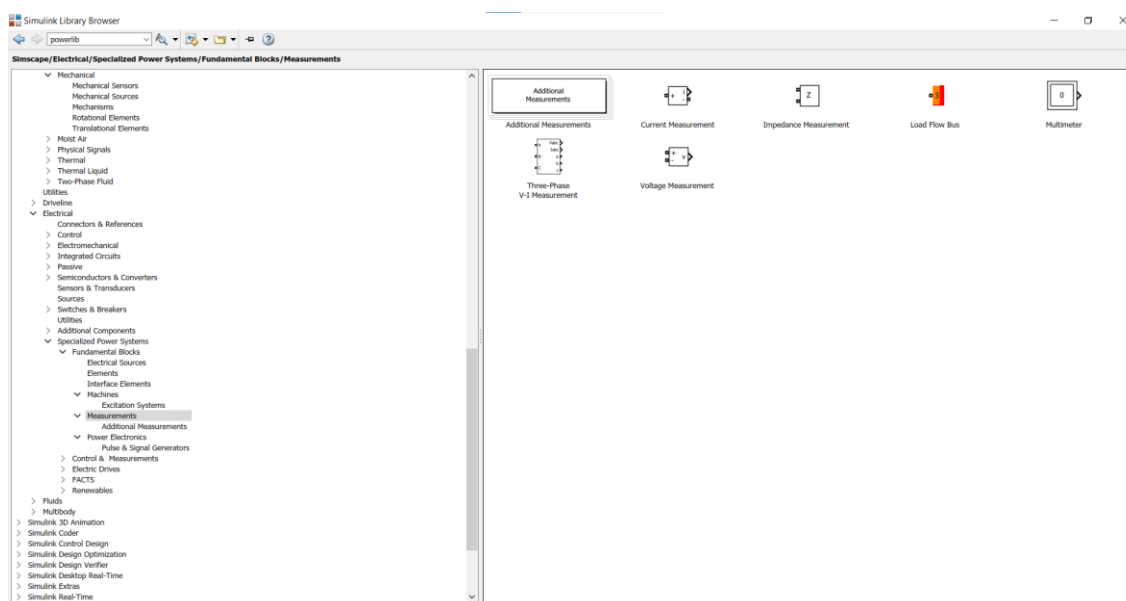 Simulink Library Browser
powerlib
Simscape/Electrical/Specialized Power Systems/Fundamental Blocks/Measurements
Mechanical
Mechanical Sensors
Mechanical Sources
Mechanisms
Rotational Elements
Translational Elements
Moist Air
Physical Signals
Thermal
Thermal Liquid
Two-Phase Fluid
Utilities
Driveline
Electrical
Connectors & References
Control
Electromechanical
Integrated Circuits
Passive
Semiconductors & Converters
Sensors & Transducers
Sources
Switches & Breakers
Utilities
Additional Components
Specialized Power Systems
Fundamental Blocks
Electrical Sources
Elements
Interface Elements
Machines
Excitation Systems
Measurements
Additional Measurements
Power Electronics
Pulse & Signal Generators
Control & Measurements
Electric Drives
FACTS
Renewables
Fluids
Multibody
Simulink 3D Animation
Simulink Coder
Simulink Control Design
Simulink Design Optimization
Simulink Design Verifier
Simulink Desktop Real-Time
Simulink Extras
Simulink Real-Time
Additional
Measurements
Additional Measurements
+ i
-
Current Measurement
Z
Impedance Measurement
Load Flow Bus
0
Multimeter
A Vabc
Iabc
B a
b
C c
Three-Phase
V-I Measurement
+ v
-
Voltage Measurement